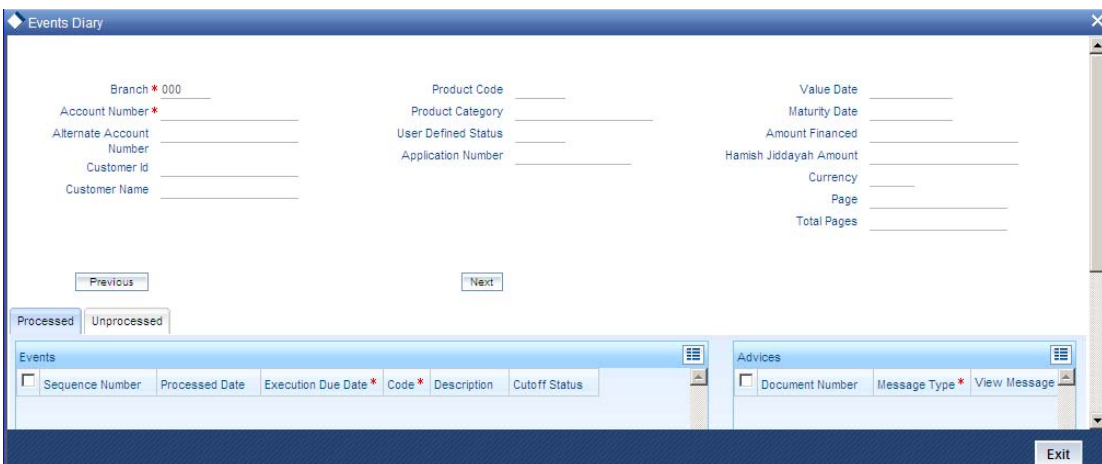 Events Diary
Branch * 000
Account Number *
Alternate Account
Number
Customer Id
Customer Name
Product Code
Product Category
User Defined Status
Application Number
Value Date
Maturity Date
Amount Financed
Hamish Jiddayah Amount
Currency
Page
Total Pages
Previous
Next
Processed
Unprocessed
Events
Sequence Number Processed Date Execution Due Date * Code * Description Cutoff Status
Advices
Document Number Message Type * View Message
Exit